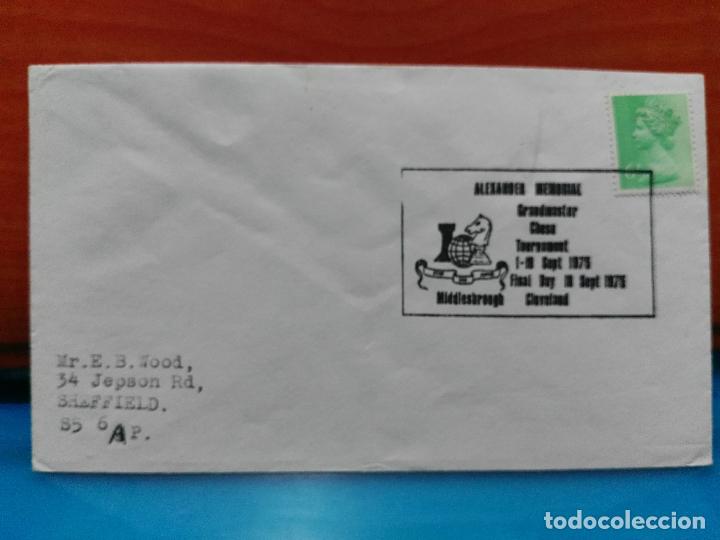 ALEXANDER MEMORIAL
Grandmaster
Chess
Tournament
1-18 Sept 1975
Final Day 18 Sept 1975
Middlesbrough Cleveland
Mr.E.B.Wood,
34 Jepson Rd,
SHEFFIELD.
S5 6AP.
todocoleccion